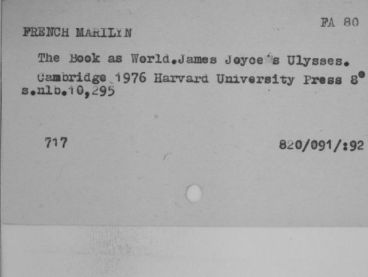 FA 80
FRENCH MARILYN
The Book as World.James Joyce's Ulysses.
Cambridge 1976 Harvard University Press 8°
s.nlb.10,295
717 820/091/:92